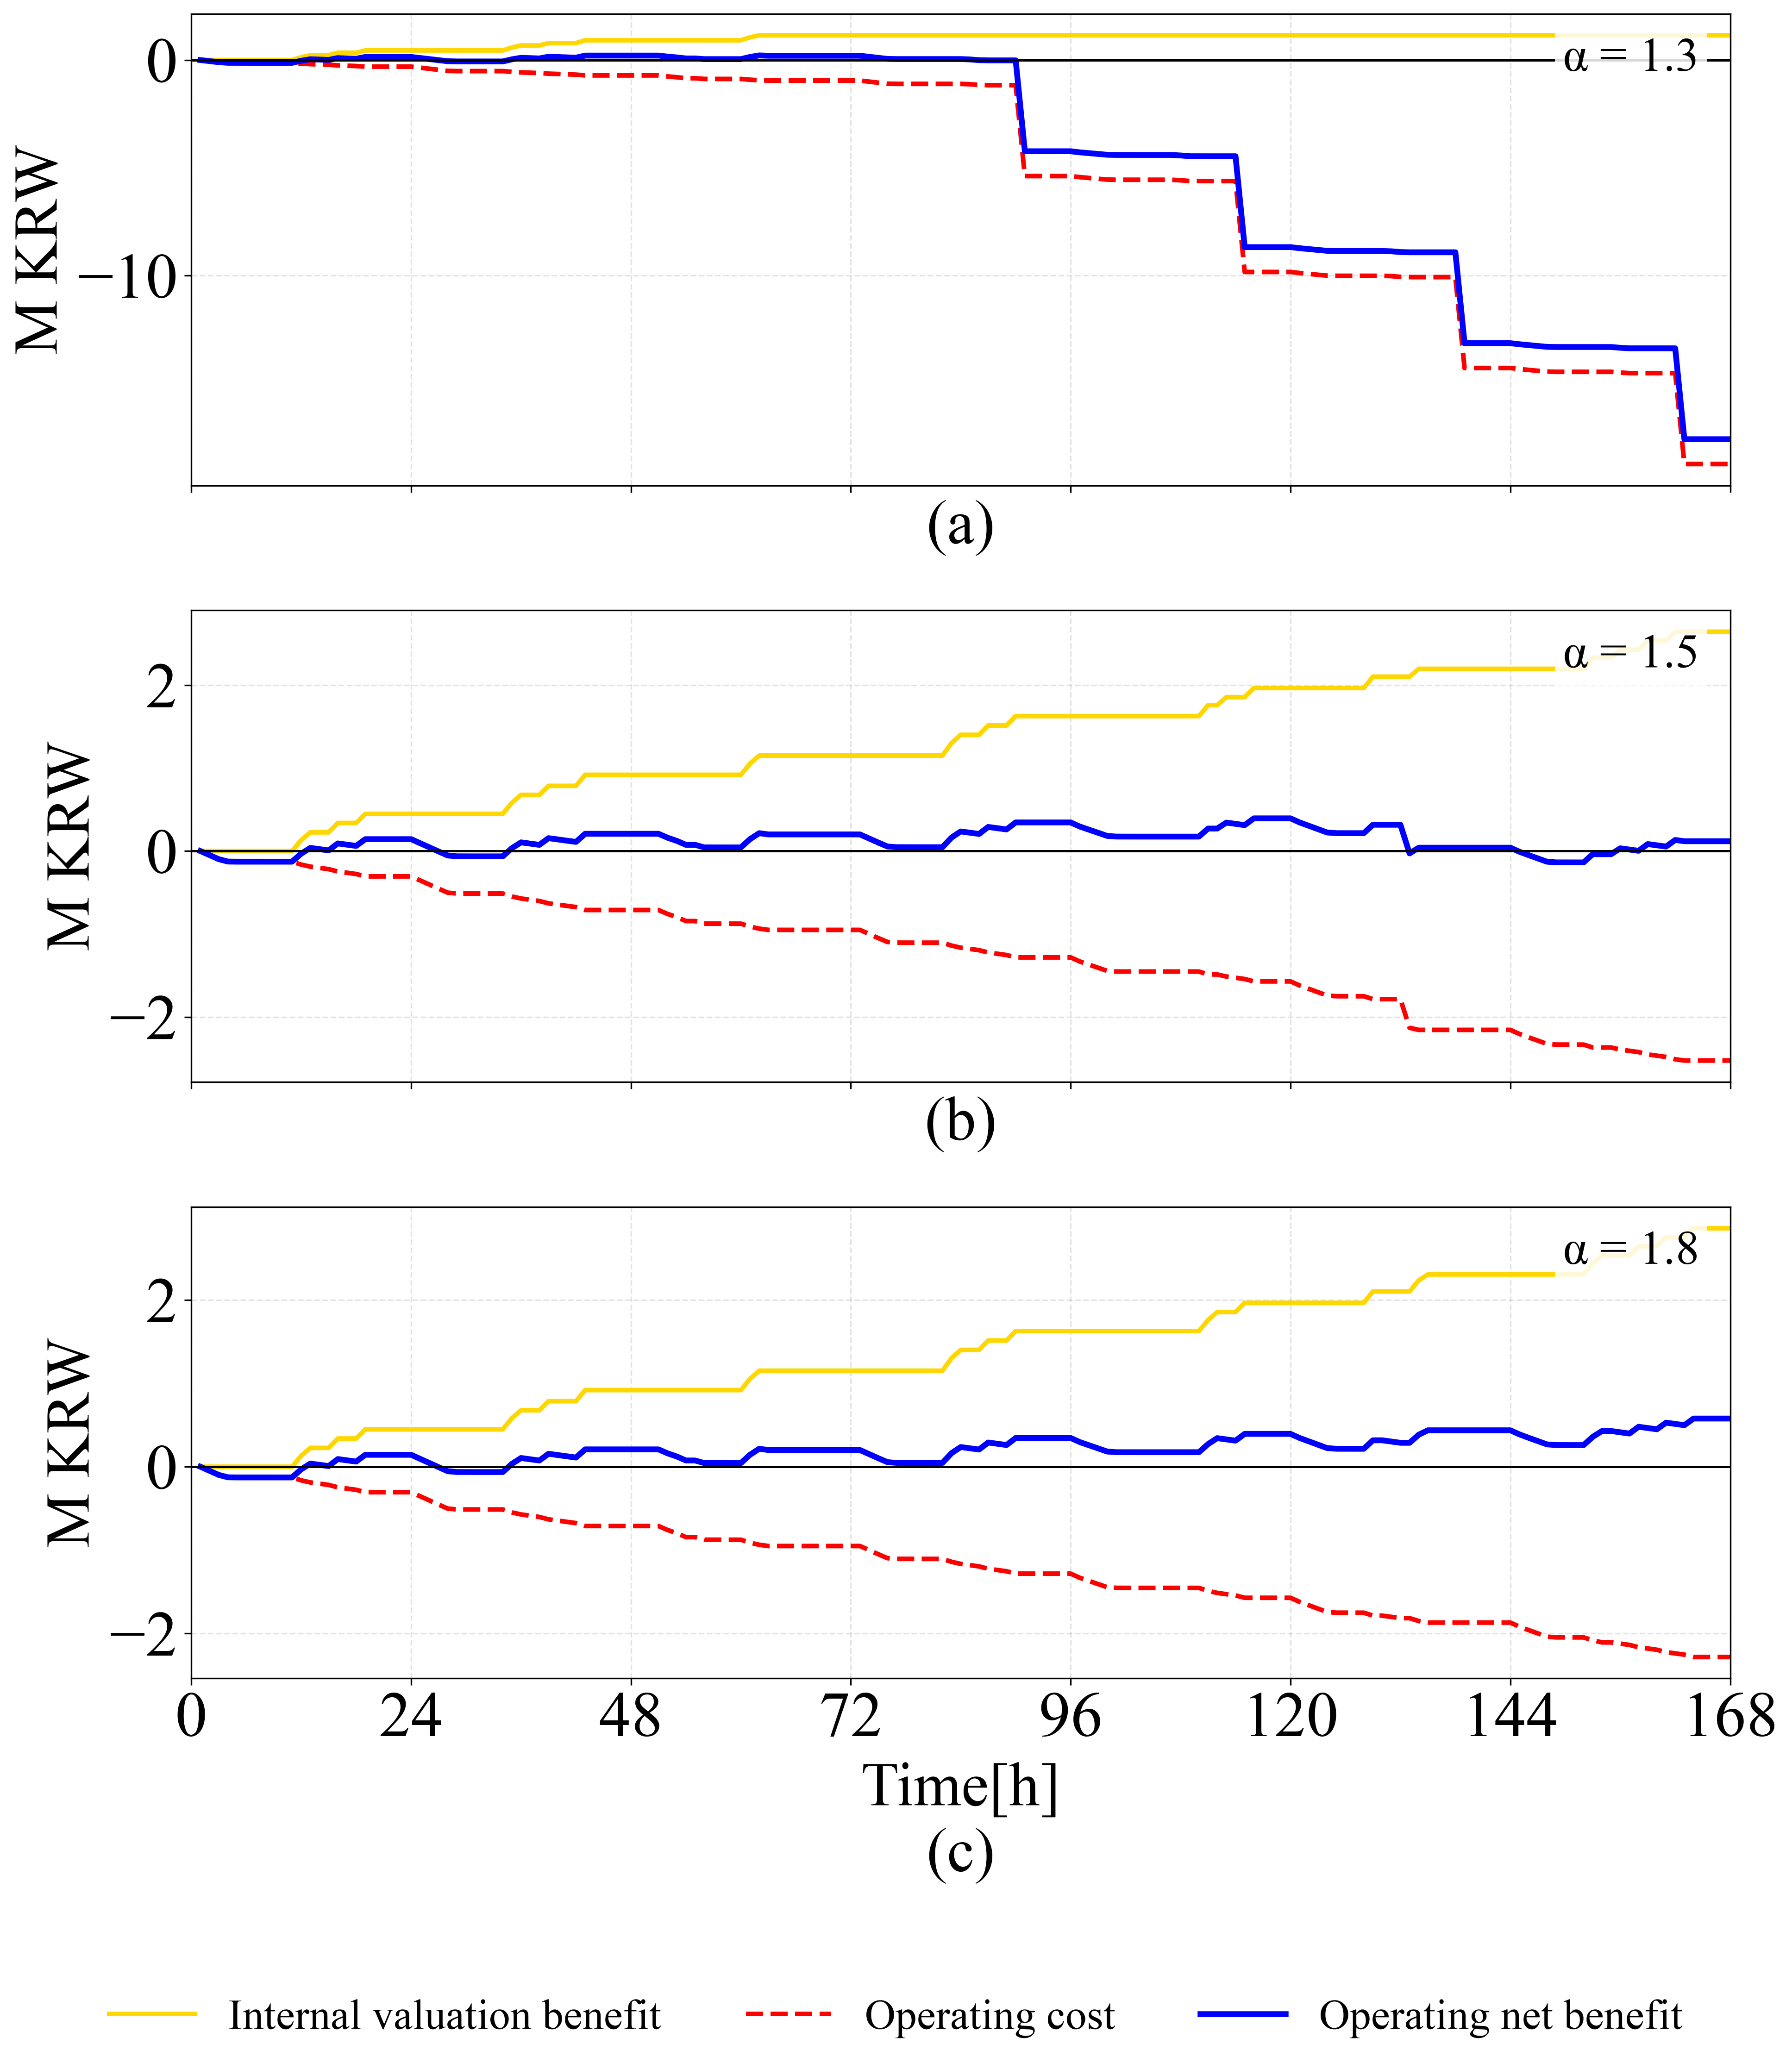 0
−10
M KRW
α = 1.3
(a)
2
0
−2
M KRW
α = 1.5
(b)
2
0
−2
M KRW
α = 1.8
0 24 48 72 96 120 144 168
Time[h]
(c)
Internal valuation benefit Operating cost Operating net benefit